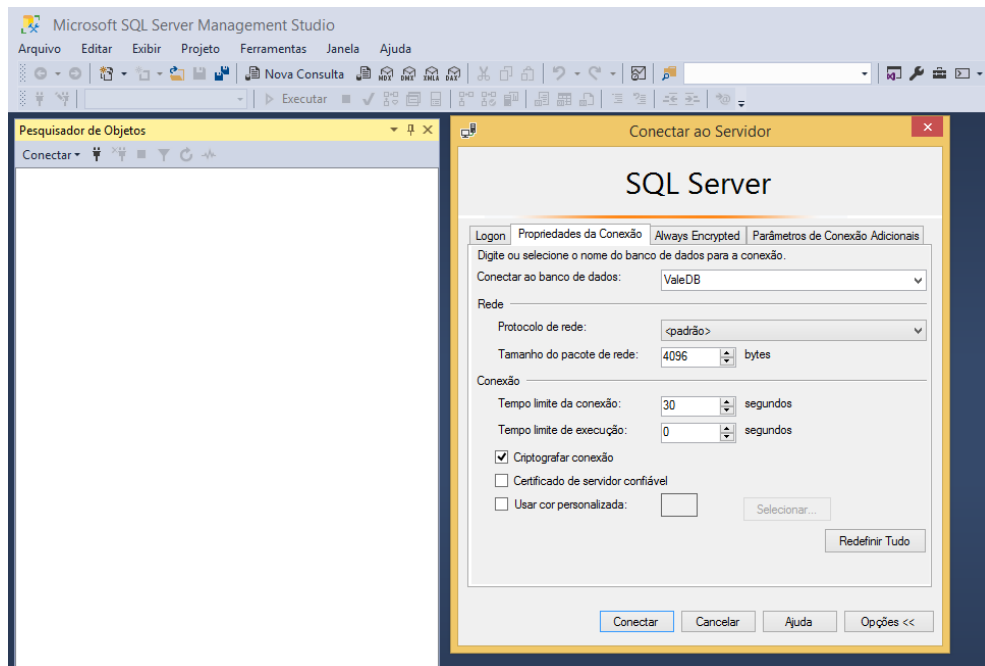 Microsoft SQL Server Management Studio
Arquivo Editar Exibir Projeto Ferramentas Janela Ajuda
Nova Consulta MDX DMX XMLA DAX
Executar
Pesquisador de Objetos
Conectar
Conectar ao Servidor
SQL Server
Logon Propriedades da Conexão Always Encrypted Parâmetros de Conexão Adicionais
Digite ou selecione o nome do banco de dados para a conexão.
Conectar ao banco de dados: ValeDB
Rede
Protocolo de rede: <padrão>
Tamanho do pacote de rede: 4096 bytes
Conexão
Tempo limite da conexão: 30 segundos
Tempo limite de execução: 0 segundos
Criptografar conexão
Certificado de servidor confiável
Usar cor personalizada: Selecionar...
Redefinir Tudo
Conectar Cancelar Ajuda Opções <<